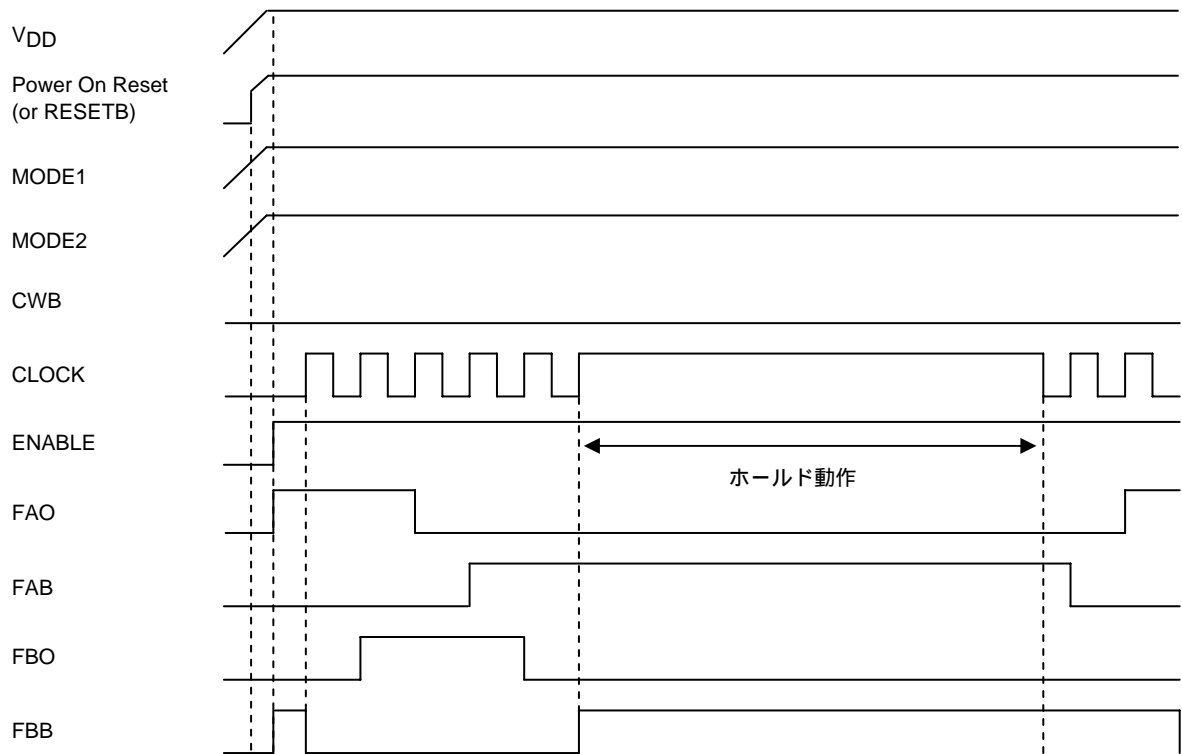 VDD
Power On Reset
(or RESETB)
MODE1
MODE2
CWB
CLOCK
ENABLE
ホールド動作
FAO
FAB
FBO
FBB